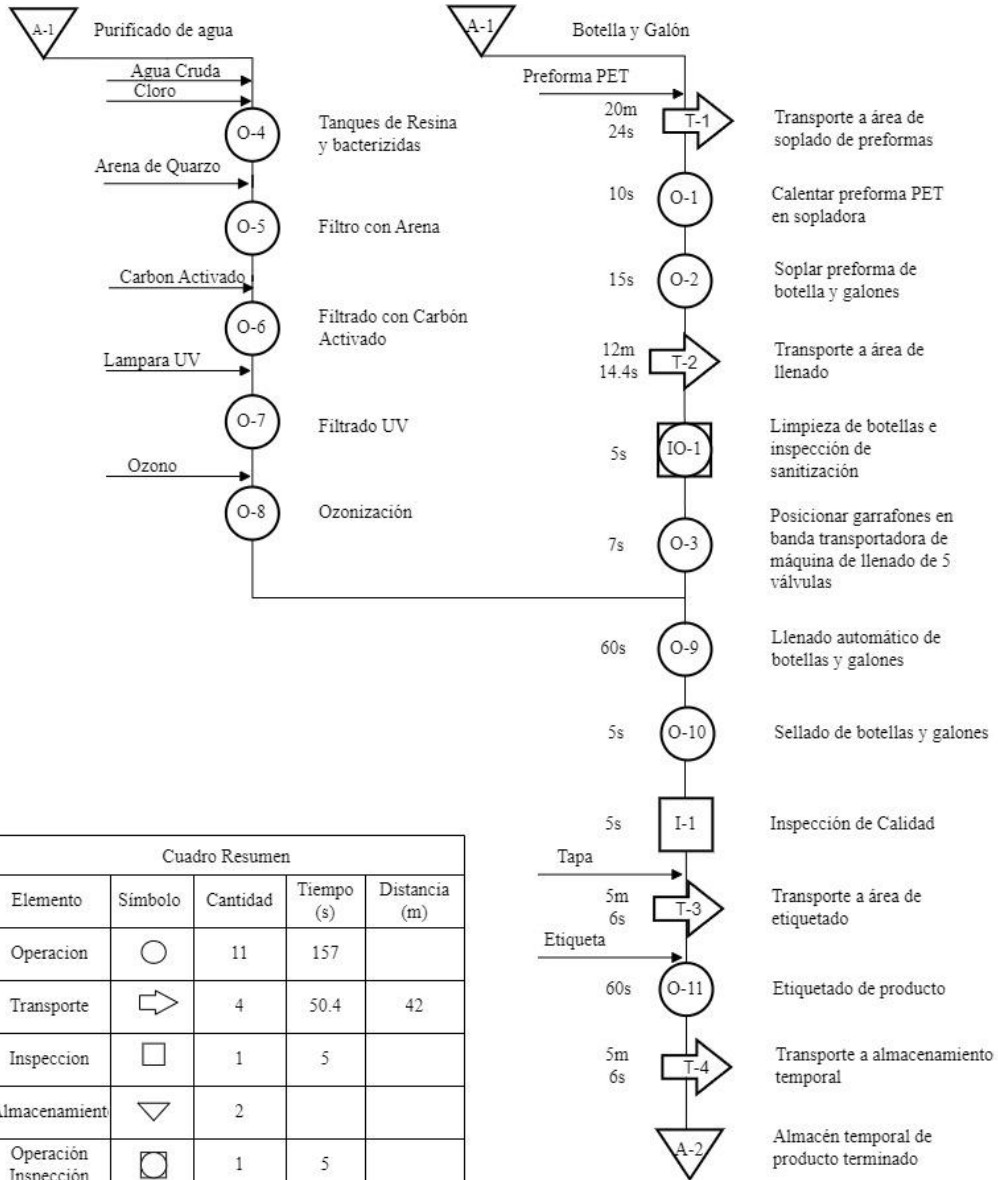 A-1
Purificado de agua
Agua Cruda
Cloro
O-4
Tanques de Resina
y bacterizidas
Arena de Quarzo
O-5
Filtro con Arena
Carbon Activado
O-6
Filtrado con Carbón
Activado
Lampara UV
O-7
Filtrado UV
Ozono
O-8
Ozonización
A-1
Botella y Galón
Preforma PET
20m
24s
T-1
Transporte a área de
soplado de preformas
10s
O-1
Calentar preforma PET
en sopladora
15s
O-2
Soplar preforma de
botella y galones
12m
14.4s
T-2
Transporte a área de
llenado
5s
IO-1
Limpieza de botellas e
inspección de
sanitización
7s
O-3
Posicionar garrafones en
banda transportadora de
máquina de llenado de 5
válvulas
60s
O-9
Llenado automático de
botellas y galones
5s
O-10
Sellado de botellas y galones
5s
I-1
Inspección de Calidad
Tapa
5m
6s
T-3
Transporte a área de
etiquetado
Etiqueta
60s
O-11
Etiquetado de producto
5m
6s
T-4
Transporte a almacenamiento
temporal
A-2
Almacén temporal de
producto terminado
Cuadro Resumen
Elemento Símbolo Cantidad Tiempo (s) Distancia (m)
Operacion 11 157
Transporte 4 50.4 42
Inspeccion 1 5
lmacenament 2
Operación Inspección 1 5